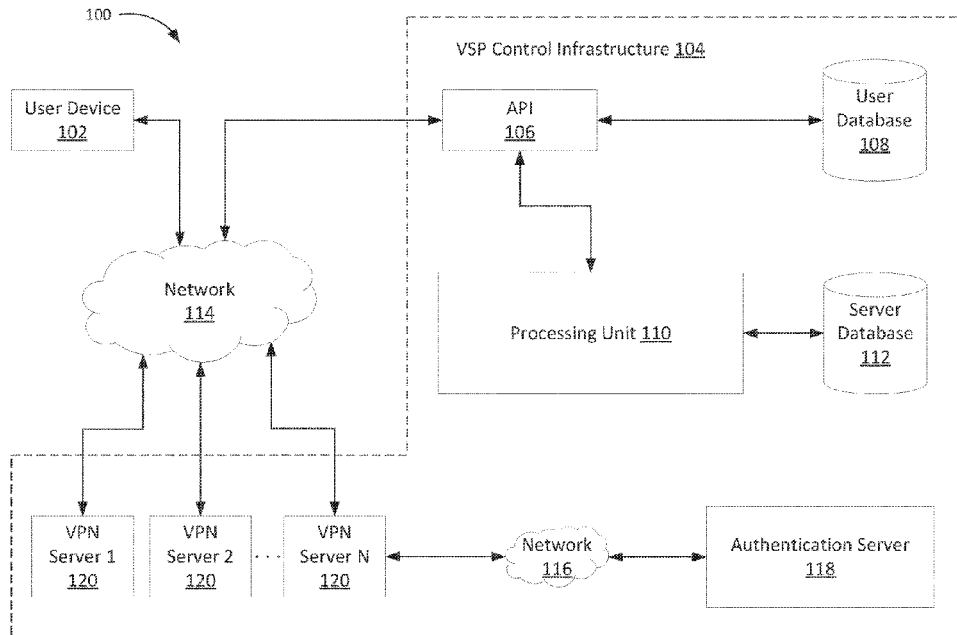 100
VSP Control Infrastructure 104
User Device
102
API
106
User
Database
108
Network
114
Processing Unit 110
Server
Database
112
VPN
Server 1
120
VPN
Server 2
120
. . .
VPN
Server N
120
Network
116
Authentication Server
118